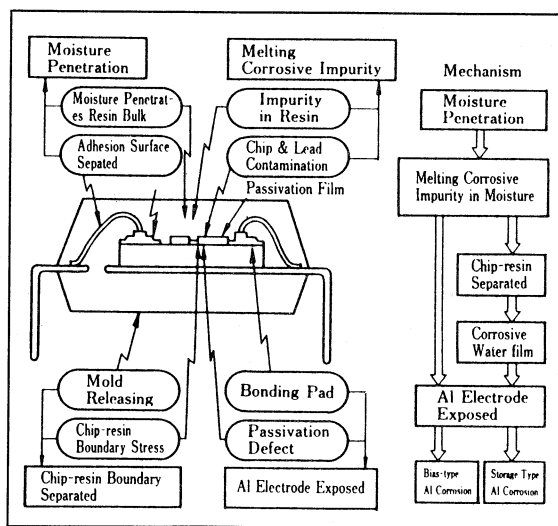 Moisture
Penetration
Moisture Penetrat-
es Resin Bulk
Adhesion Surface
Sepated
Melting
Corrosive Impurity
Impurity
in Resin
Chip & Lead
Contamination
Passivation Film
Mold
Releasing
Chip-resin
Boundary Stress
Chip-resin Boundary
Separated
Bonding Pad
Passivation
Defect
Al Electrode Exposed
Mechanism
Moisture
Penetration
Melting Corrosive
Impurity in Moisture
Chip-resin
Separated
Corrosive
Water film
Al Electrode
Exposed
Bias-type
Al Corrosion
Storage Type
Al Corrosion